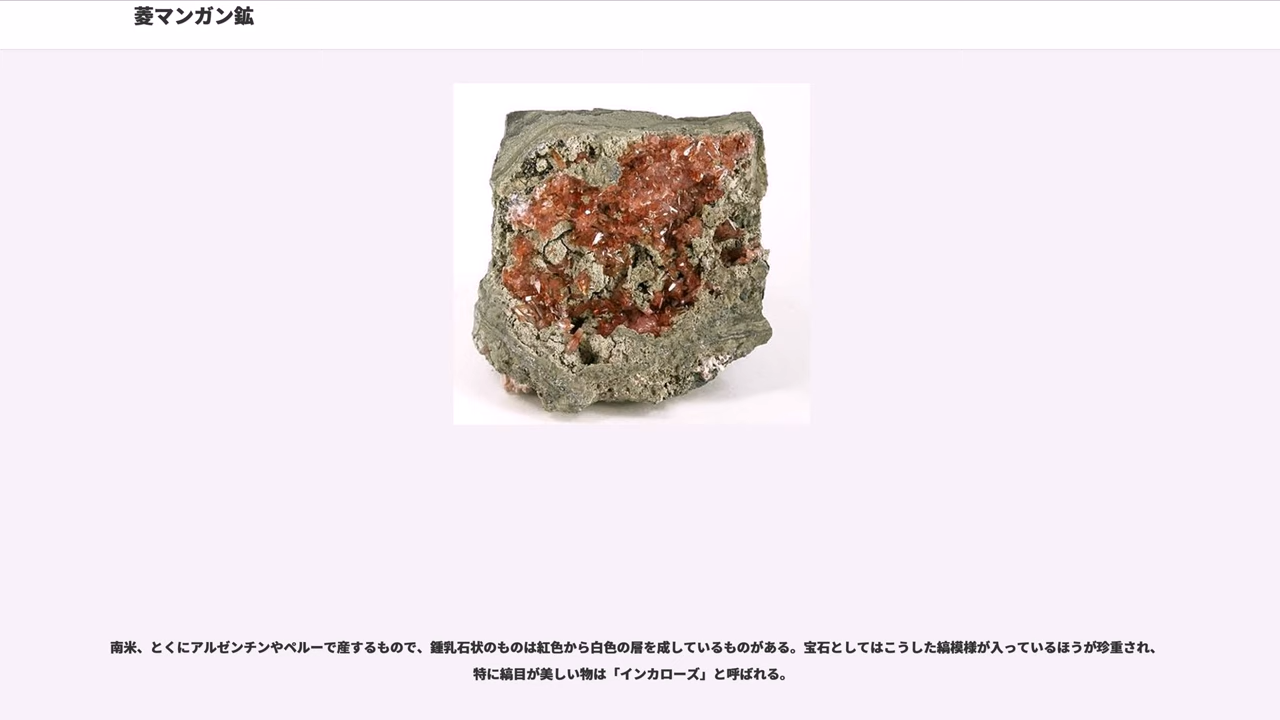 菱マンガン鉱
南米、とくにアルゼンチンやペルーで産するもので、鍾乳石状のものは紅色から白色の層を成しているものがある。宝石としてはこうした縞模様が入っているほうが珍重され、
特に縞目が美しい物は「インカローズ」と呼ばれる。